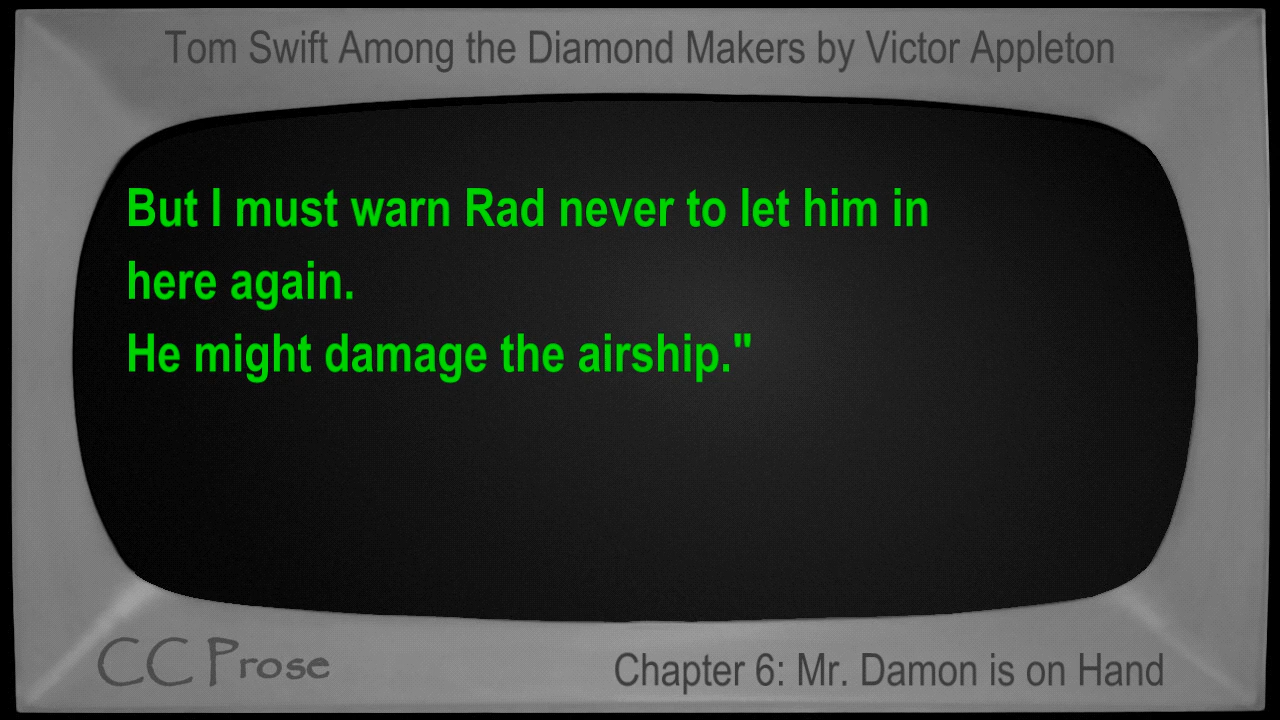 Tom Swift Among the Diamond Makers by Victor Appleton
But I must warn Rad never to let him in
here again.
He might damage the airship."
CC Prose
Chapter 6: Mr. Damon is on Hand